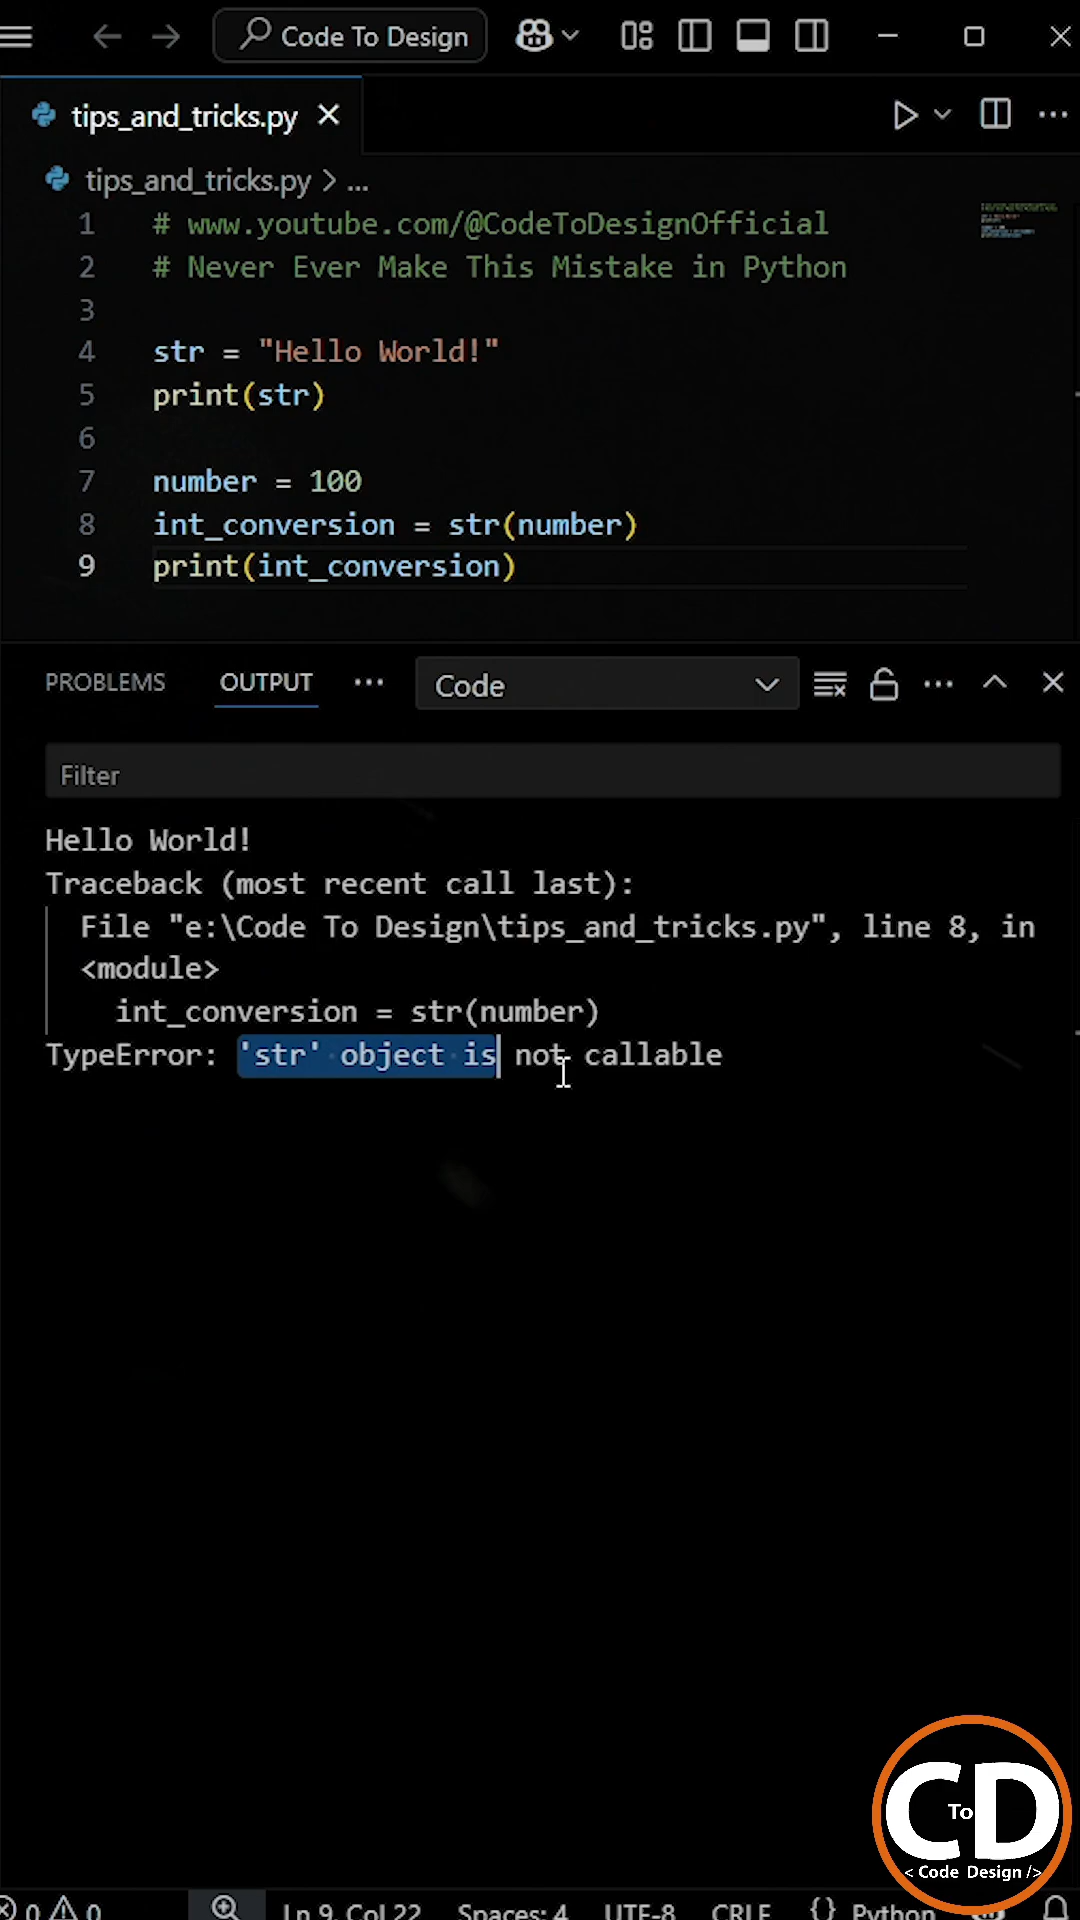 Code To Design
tips_and_tricks.py
tips_and_tricks.py > ...
1 # www.youtube.com/@CodeToDesignOfficial
2 # Never Ever Make This Mistake in Python
3
4 str = "Hello World!"
5 print(str)
6
7 number = 100
8 int_conversion = str(number)
9 print(int_conversion)
PROBLEMS OUTPUT ... Code
Filter
Hello World!
Traceback (most recent call last):
File "e:\Code To Design\tips_and_tricks.py", line 8, in
<module>
int_conversion = str(number)
TypeError: 'str' object is not callable
CD
To
< Code Design />
0 0 Ln 9, Col 22 Spaces: 4 UTF-8 CRLF {} Python